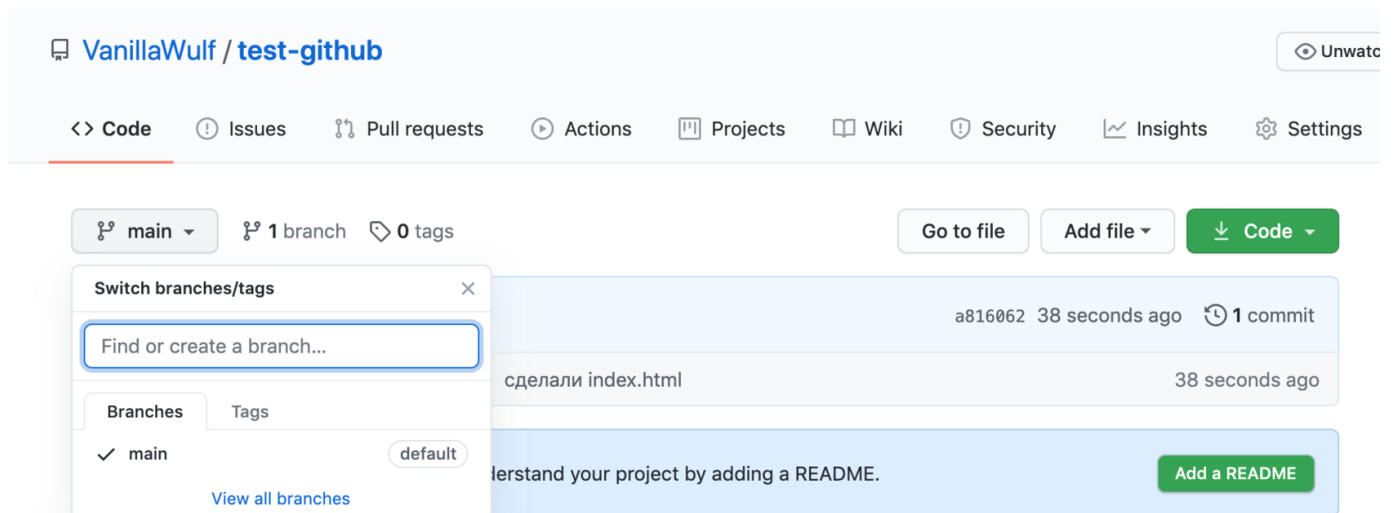 VanillaWulf / test-github
Code Issues Pull requests Actions Projects Wiki Security Insights Settings
main 1 branch 0 tags Go to file Add file Code
Switch branches/tags
Find or create a branch...
a816062 38 seconds ago 1 commit
сделали index.html 38 seconds ago
Branches Tags
main default
your project by adding a README. Add a README
View all branches